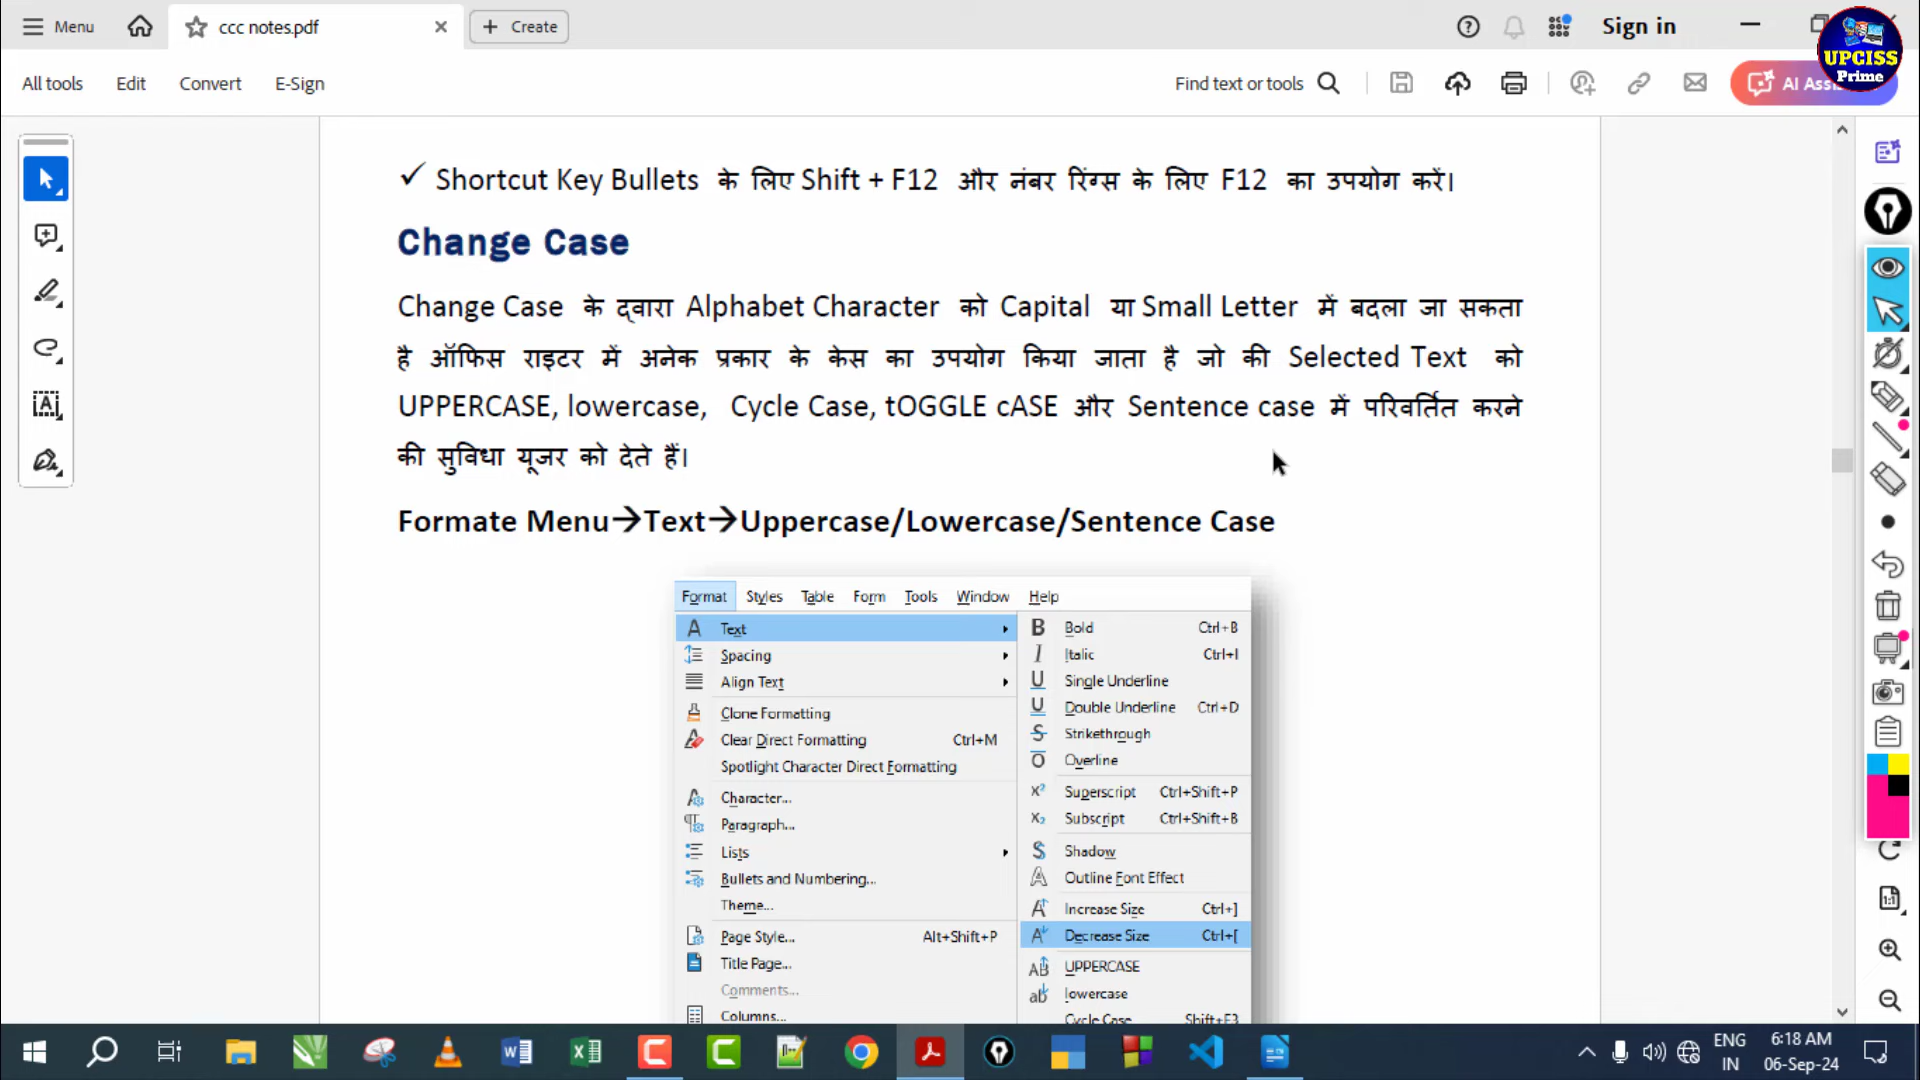 Menu
ccc notes.pdf
Create
Sign in
UPCISS
Prime
All tools
Edit
Convert
E-Sign
Find text or tools
✓ Shortcut Key Bullets के लिए Shift + F12 और नंबर रिंग्स के लिए F12 का उपयोग करें।
Change Case
Change Case के द्वारा Alphabet Character को Capital या Small Letter में बदला जा सकता
है ऑफिस राइटर में अनेक प्रकार के केस का उपयोग किया जाता है जो की Selected Text को
UPPERCASE, lowercase, Cycle Case, tOGGLE cASE और Sentence case में परिवर्तित करने
की सुविधा यूजर को देते हैं।
Formate Menu→Text→Uppercase/Lowercase/Sentence Case
Format Styles Table Form Tools Window Help
Text
Spacing
Align Text
Clone Formatting
Clear Direct Formatting Ctrl+M
Spotlight Character Direct Formatting
Character...
Paragraph...
Lists
Bullets and Numbering...
Theme...
Page Style... Alt+Shift+P
Title Page...
Comments...
Columns...
Bold Ctrl+B
Italic Ctrl+I
Single Underline
Double Underline Ctrl+D
Strikethrough
Overline
Superscript Ctrl+Shift+P
Subscript Ctrl+Shift+B
Shadow
Outline Font Effect
Increase Size Ctrl+]
Decrease Size Ctrl+[
UPPERCASE
lowercase
Cycle Case Shift+F3
ENG
IN
6:18 AM
06-Sep-24